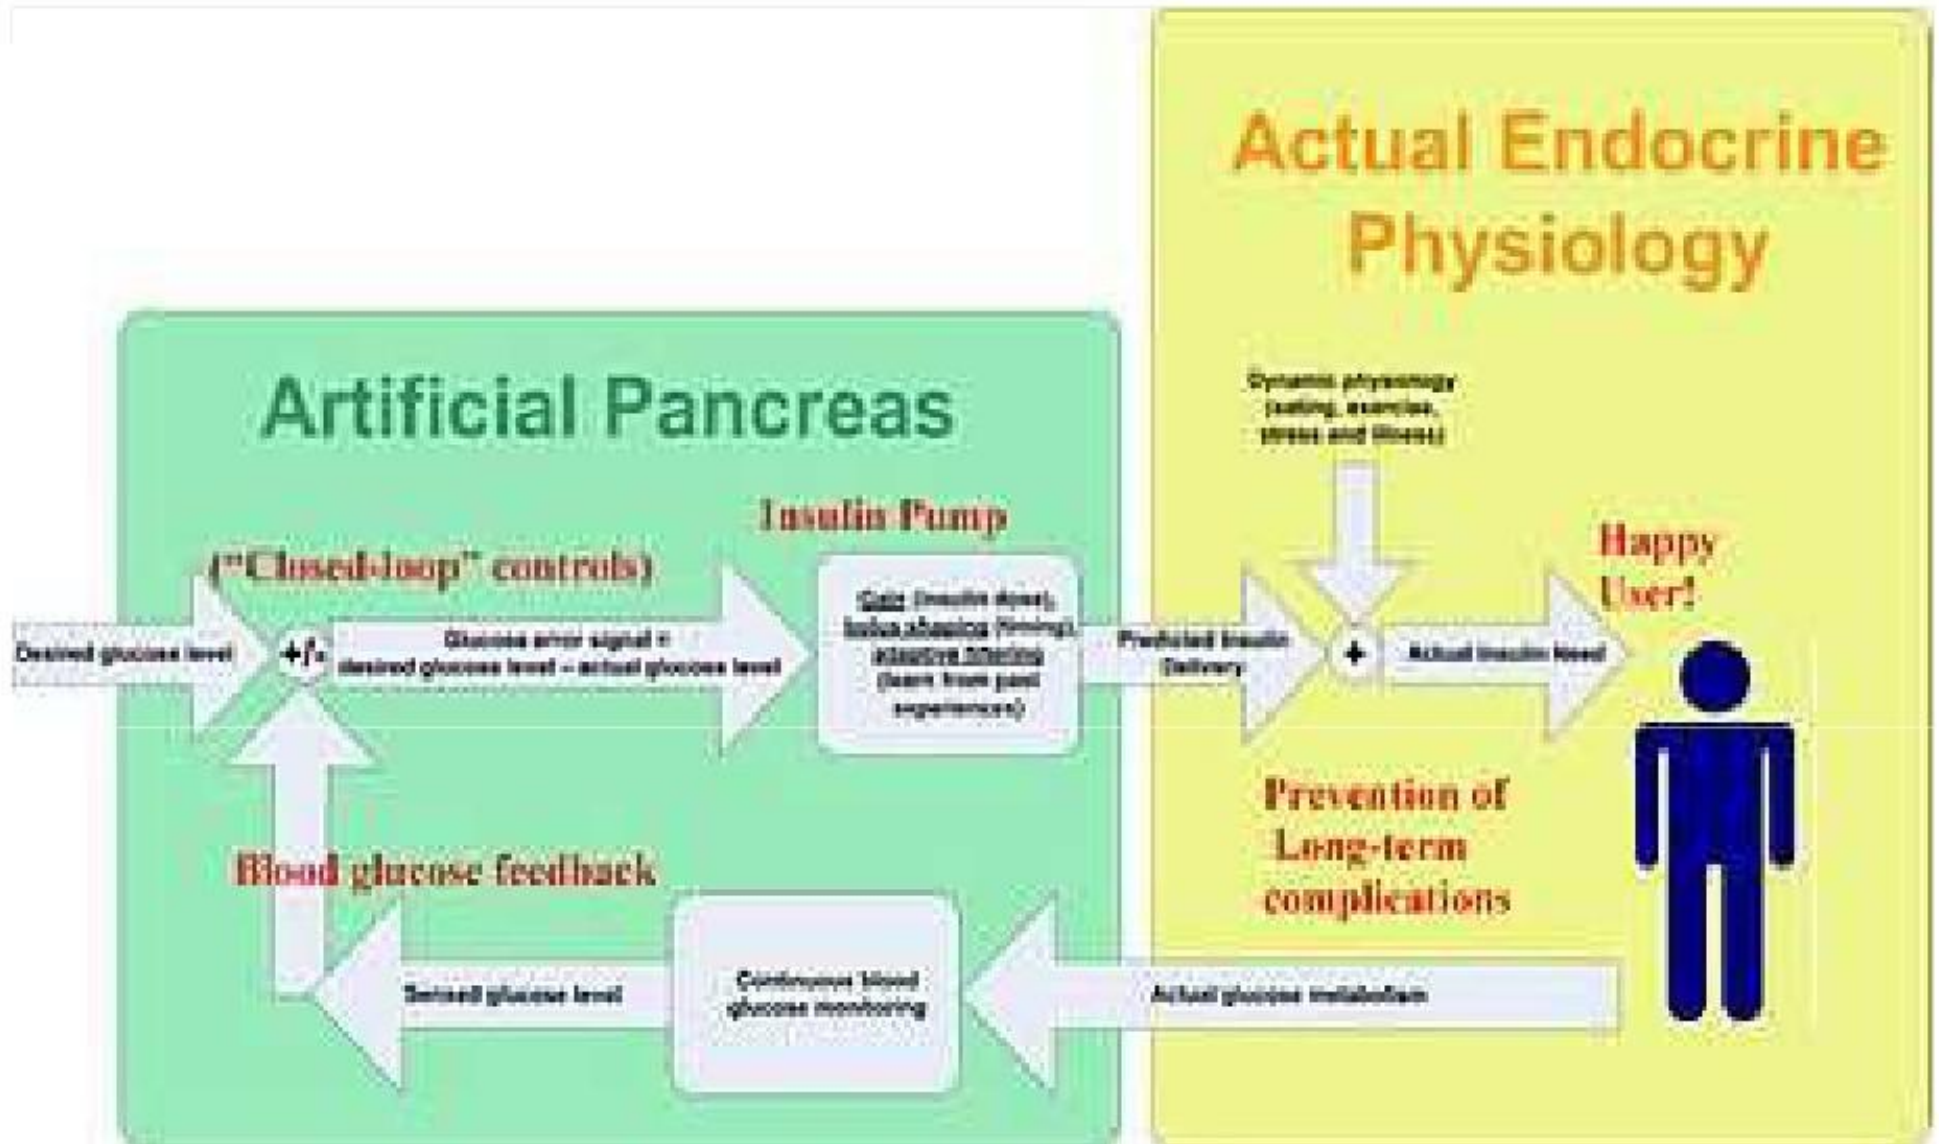 Actual Endocrine
Physiology
Artificial Pancreas
Dynamic physiology
(eating, exercise,
stress and illness)
Insulin Pump
("Closed-loop" controls)
Happy
User!
Desired glucose level
+/-
Glucose error signal =
desired glucose level – actual glucose level
Gain (insulin dose),
bolus shaping (timing),
adaptive filtering
(learn from past
experiences)
Predicted Insulin
Delivery
+
Actual Insulin Need
Prevention of
Long-term
complications
Blood glucose feedback
Sensed glucose level
Continuous blood
glucose monitoring
Actual glucose metabolism